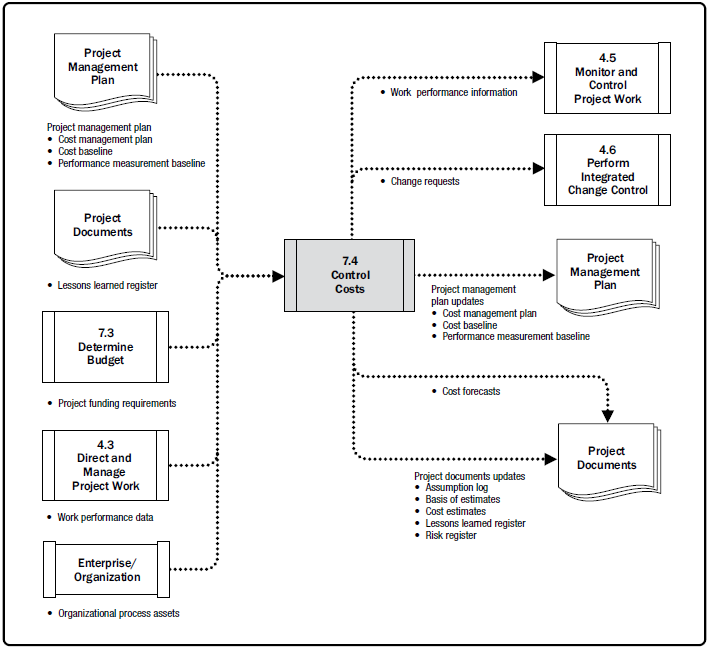 Project
Management
Plan
Project management plan
• Cost management plan
• Cost baseline
• Performance measurement baseline
Project
Documents
• Lessons learned register
7.3
Determine
Budget
• Project funding requirements
4.3
Direct and
Manage
Project Work
• Work performance data
Enterprise/
Organization
• Organizational process assets
7.4
Control
Costs
4.5
Monitor and
Control
Project Work
• Work performance information
4.6
Perform
Integrated
Change Control
• Change requests
Project
Management
Plan
Project management
plan updates
• Cost management plan
• Cost baseline
• Performance measurement baseline
• Cost forecasts
Project
Documents
Project documents updates
• Assumption log
• Basis of estimates
• Cost estimates
• Lessons learned register
• Risk register